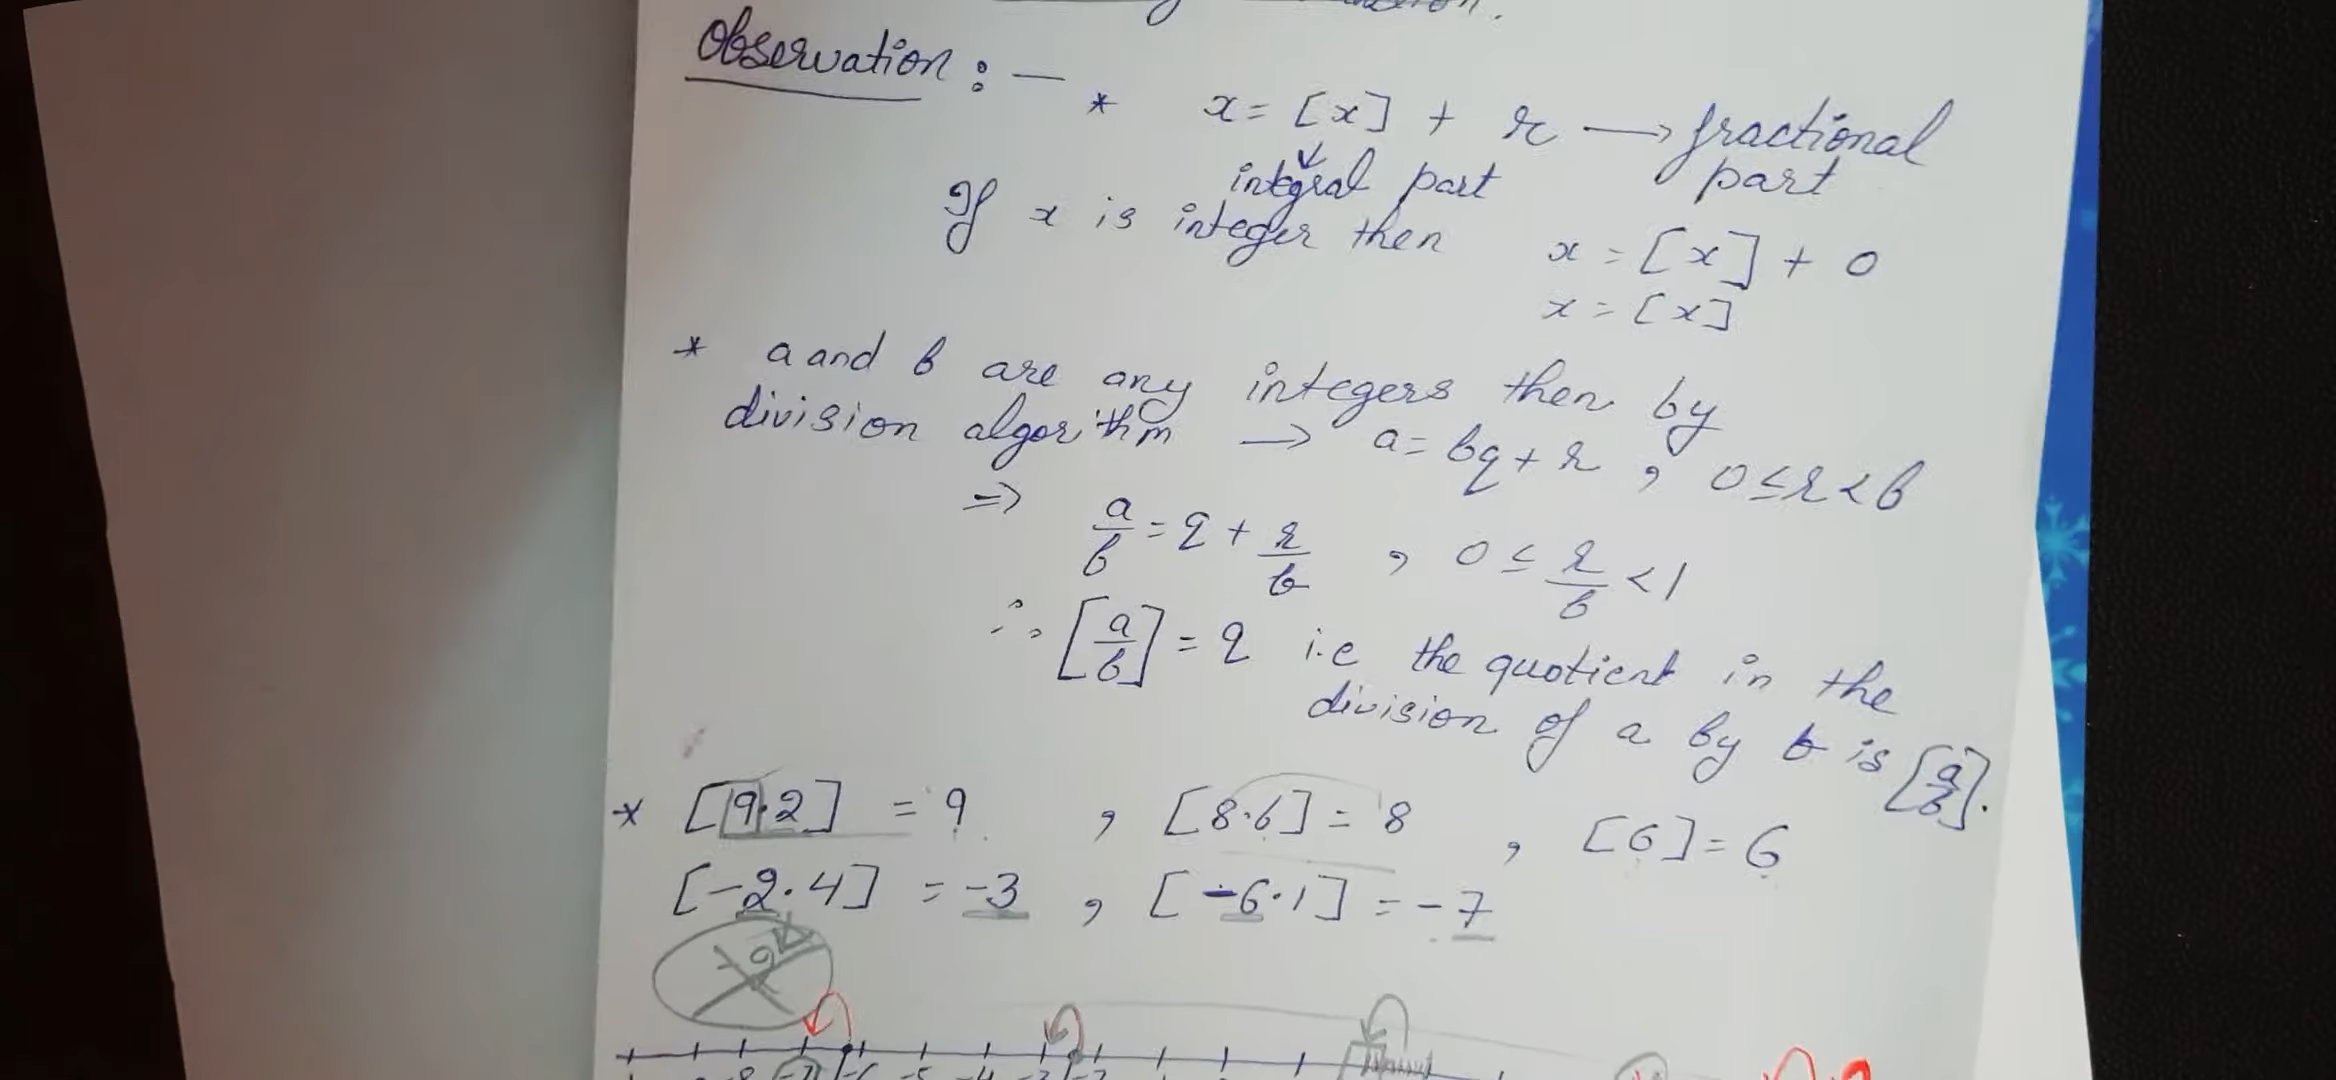 Observation :— * x = [x] + r → fractional part
integral part
If x is integer then x = [x] + 0
x = [x]
* a and b are any integers then by
division algorithm → a = bq + r , 0 ≤ r < b
⇒ a/b = q + r/b , 0 ≤ r/b < 1
∴ [a/b] = q i.e the quotient in the
division of a by b is [a/b].
* [9.2] = 9 , [8.6] = 8 , [6] = 6
[-2.4] = -3 , [-6.1] = -7